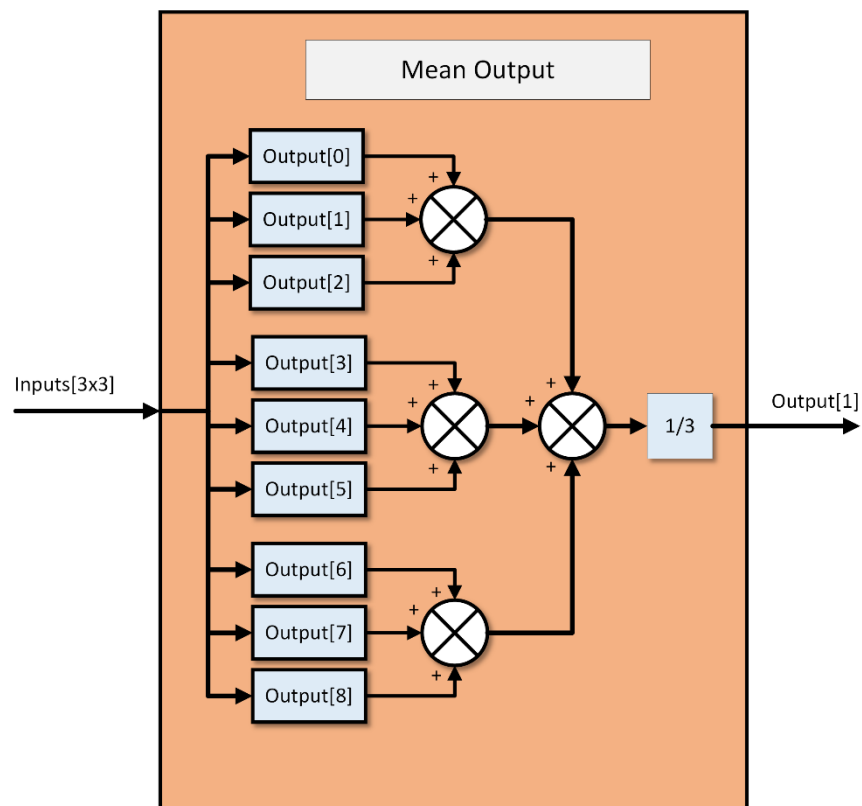 Mean Output
Output[0]
+
+
Output[1]
+
Output[2]
Inputs[3x3]
Output[3]
+
+
Output[4]
+
Output[5]
+
+
+
1/3
Output[1]
Output[6]
+
+
Output[7]
+
Output[8]